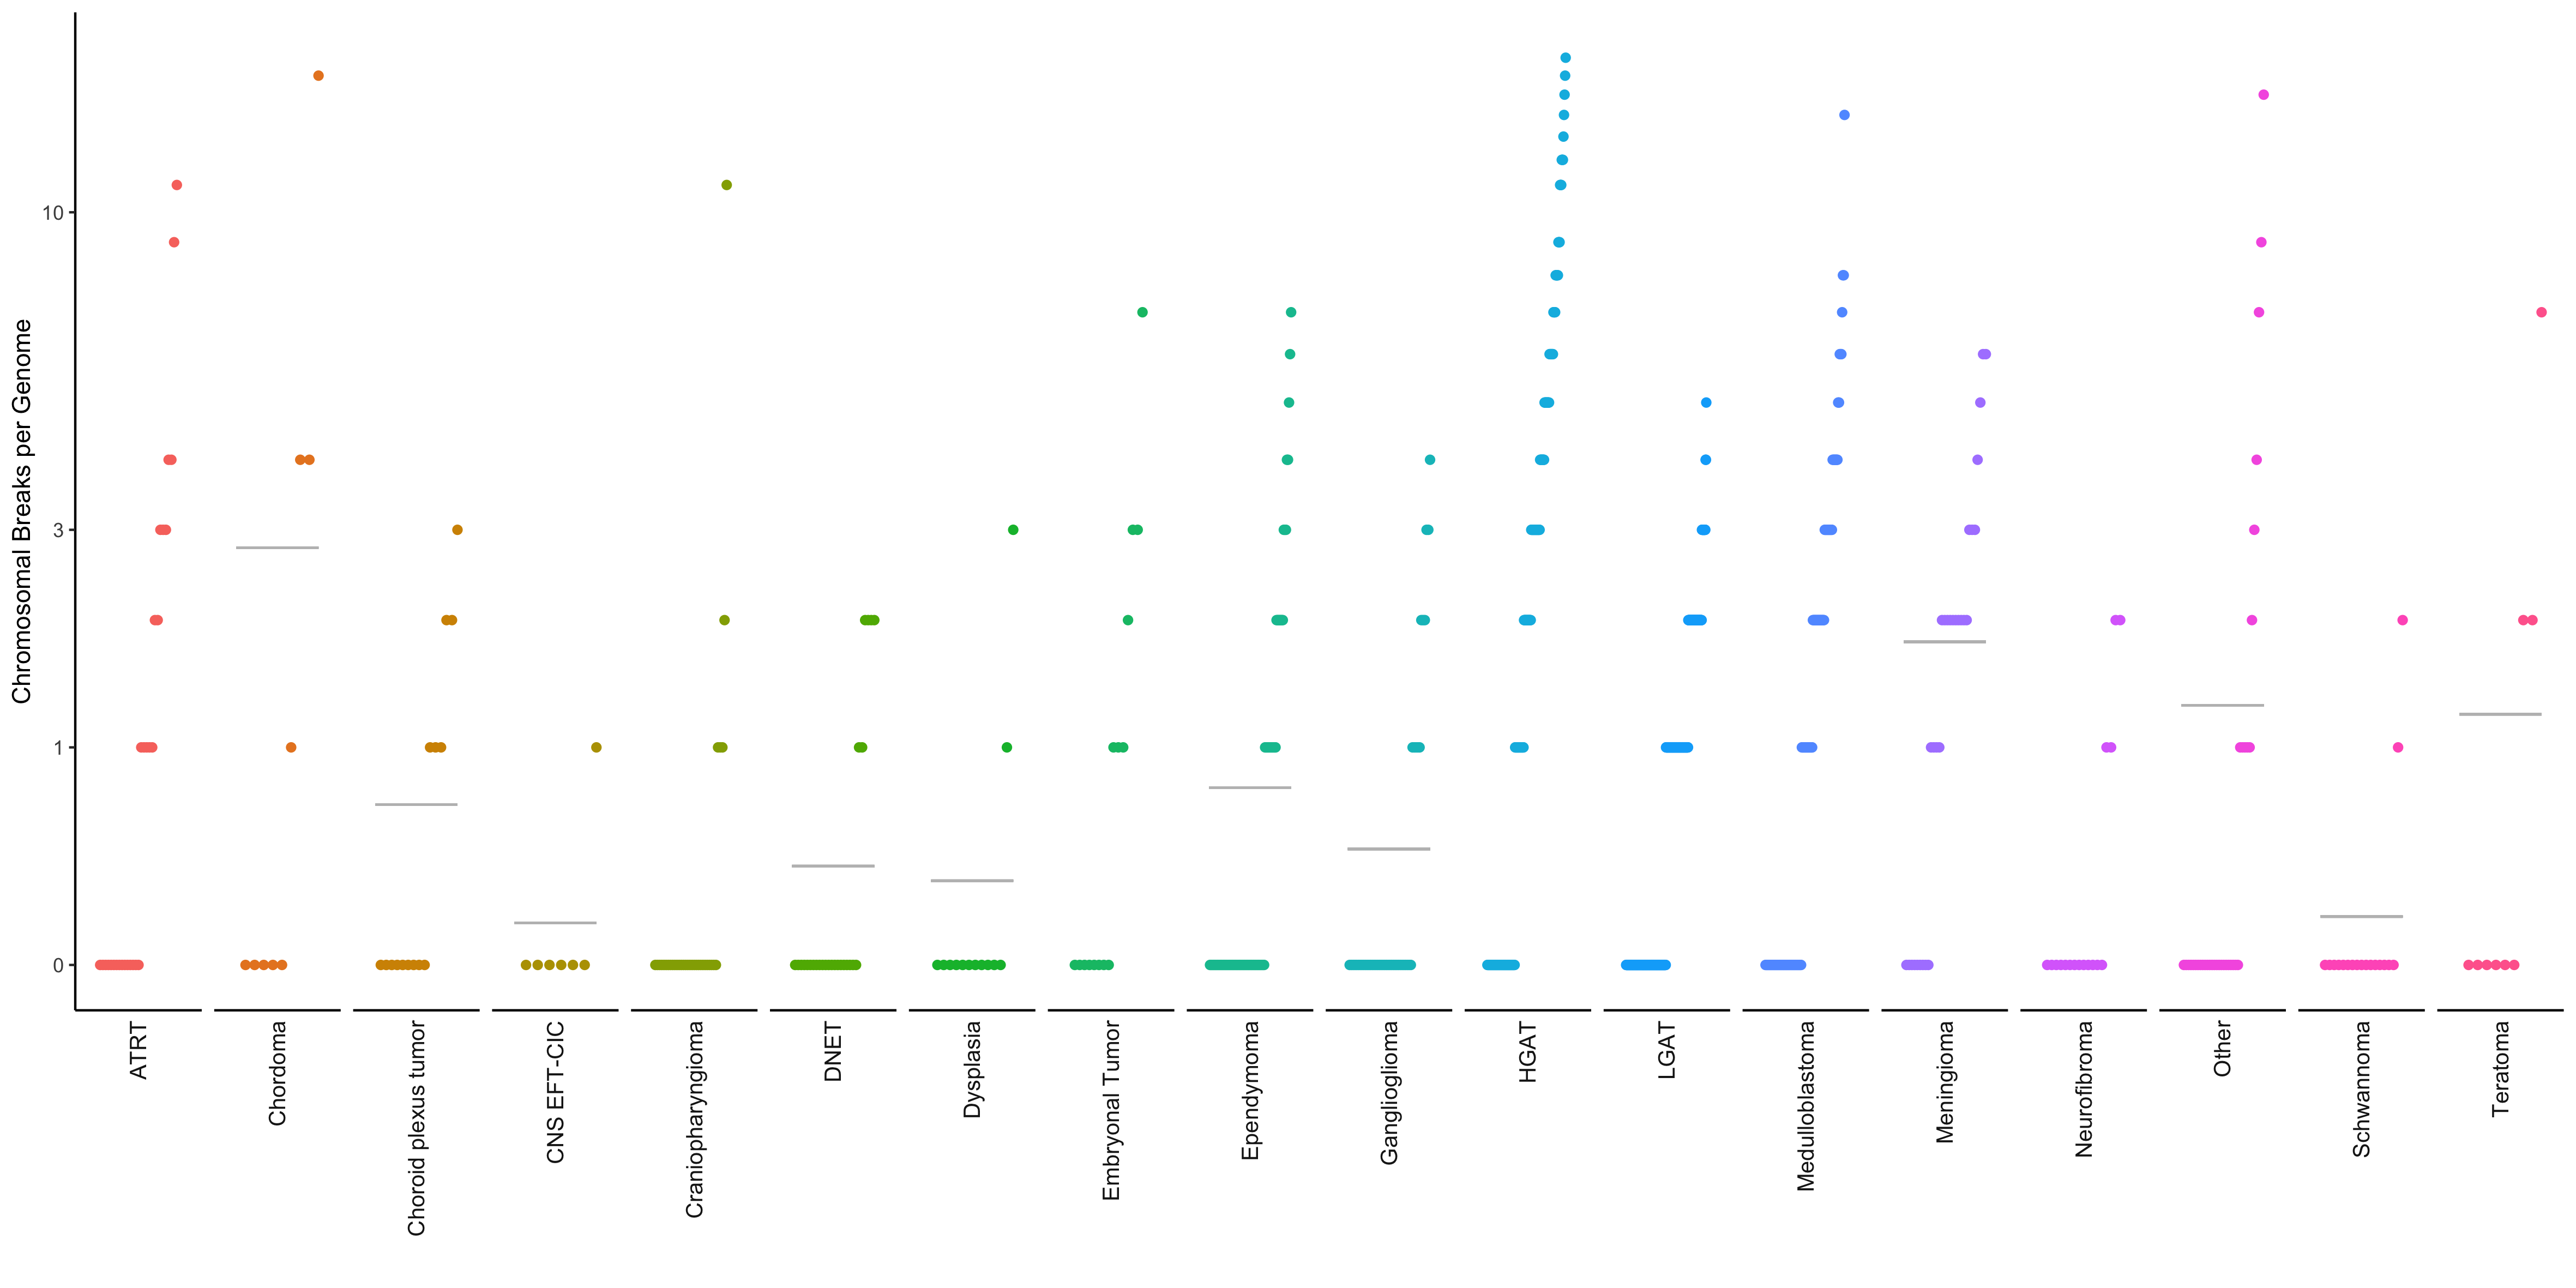 Chromosomal Breaks per Genome
10
3
1
0
ATRT
Chordoma
Choroid plexus tumor
CNS EFT-CIC
Craniopharyngioma
DNET
Dysplasia
Embryonal Tumor
Ependymoma
Ganglioglioma
HGAT
LGAT
Medulloblastoma
Meningioma
Neurofibroma
Other
Schwannoma
Teratoma